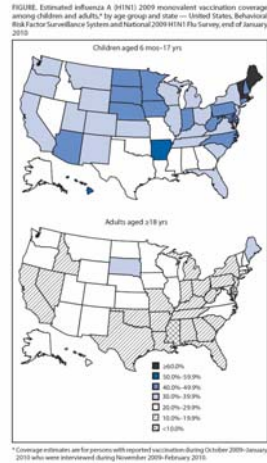 FIGURE. Estimated influenza A (H1N1) 2009 monovalent vaccination coverage
among children and adults,* by age group and state — United States, Behavioral
Risk Factor Surveillance System and National 2009 H1N1 Flu Survey, end of January
2010
Children aged 6 mos–17 yrs
Adults aged ≥18 yrs
≥60.0%
50.0%–59.9%
40.0%–49.9%
30.0%–39.9%
20.0%–29.9%
10.0%–19.9%
<10.0%
* Coverage estimates are for persons with reported vaccination during October 2009–January
2010 who were interviewed during November 2009–February 2010.